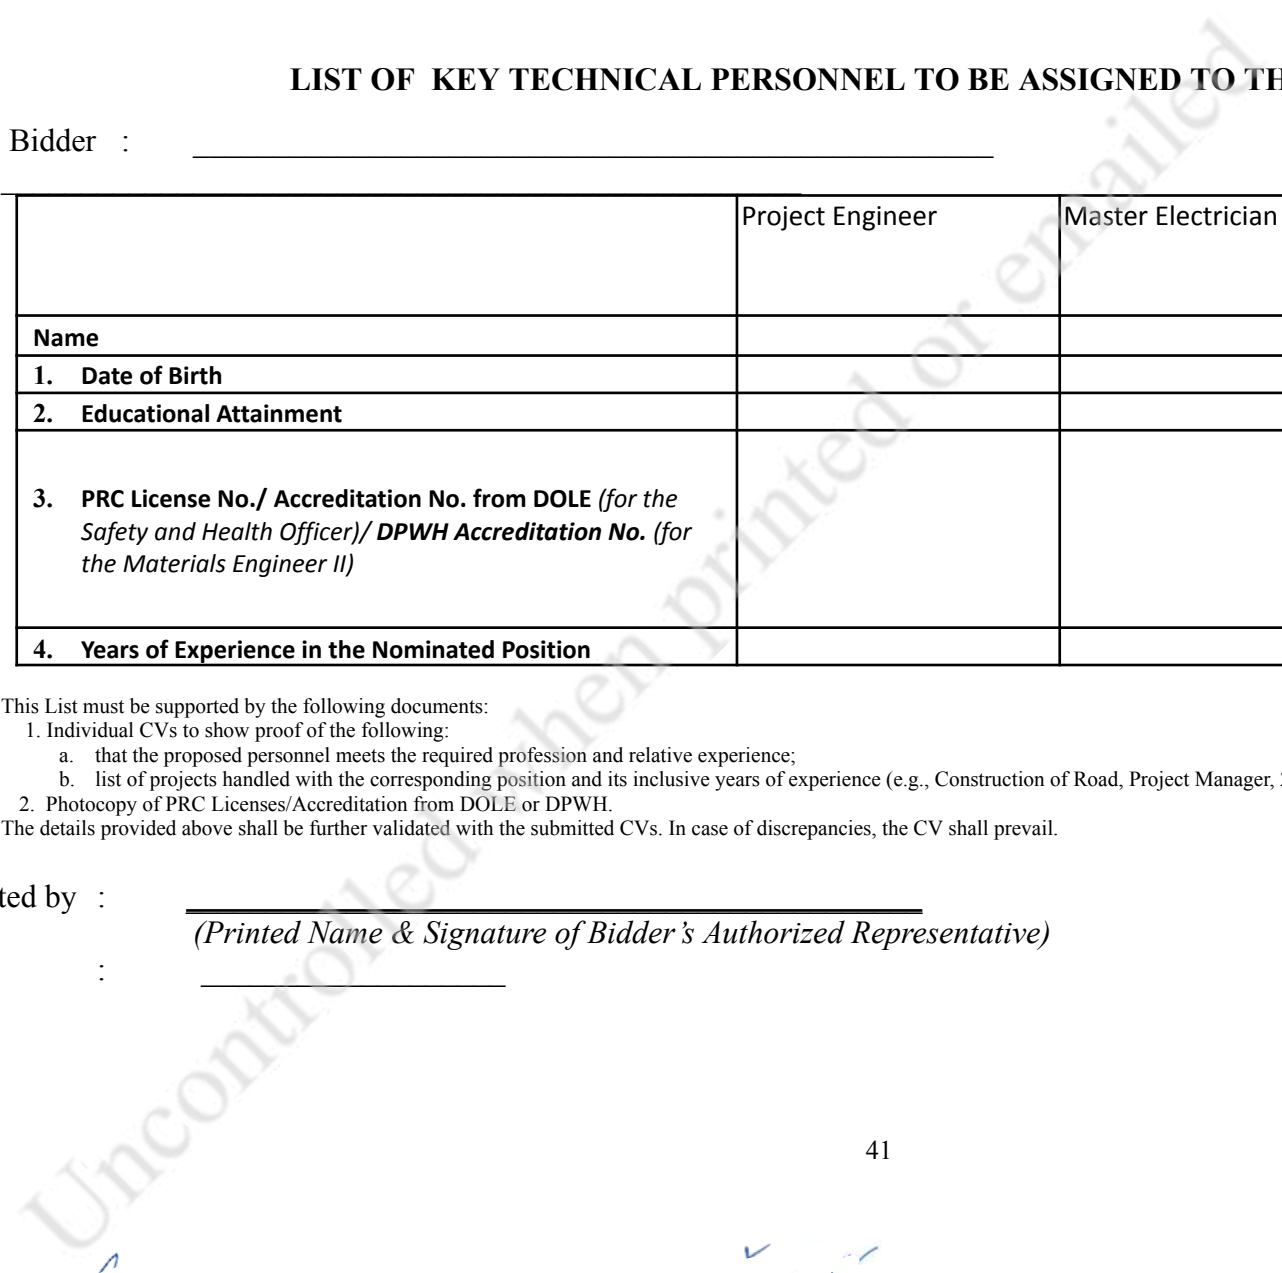 LIST OF KEY TECHNICAL PERSONNEL TO BE ASSIGNED TO TH
Bidder :
Project Engineer Master Electrician
Name
1. Date of Birth
2. Educational Attainment
3. PRC License No./ Accreditation No. from DOLE (for the
Safety and Health Officer)/ DPWH Accreditation No. (for
the Materials Engineer II)
4. Years of Experience in the Nominated Position
This List must be supported by the following documents:
1. Individual CVs to show proof of the following:
a. that the proposed personnel meets the required profession and relative experience;
b. list of projects handled with the corresponding position and its inclusive years of experience (e.g., Construction of Road, Project Manager,
2. Photocopy of PRC Licenses/Accreditation from DOLE or DPWH.
The details provided above shall be further validated with the submitted CVs. In case of discrepancies, the CV shall prevail.
ted by :
(Printed Name & Signature of Bidder's Authorized Representative)
:
41
Uncontrolled when printed or emailed